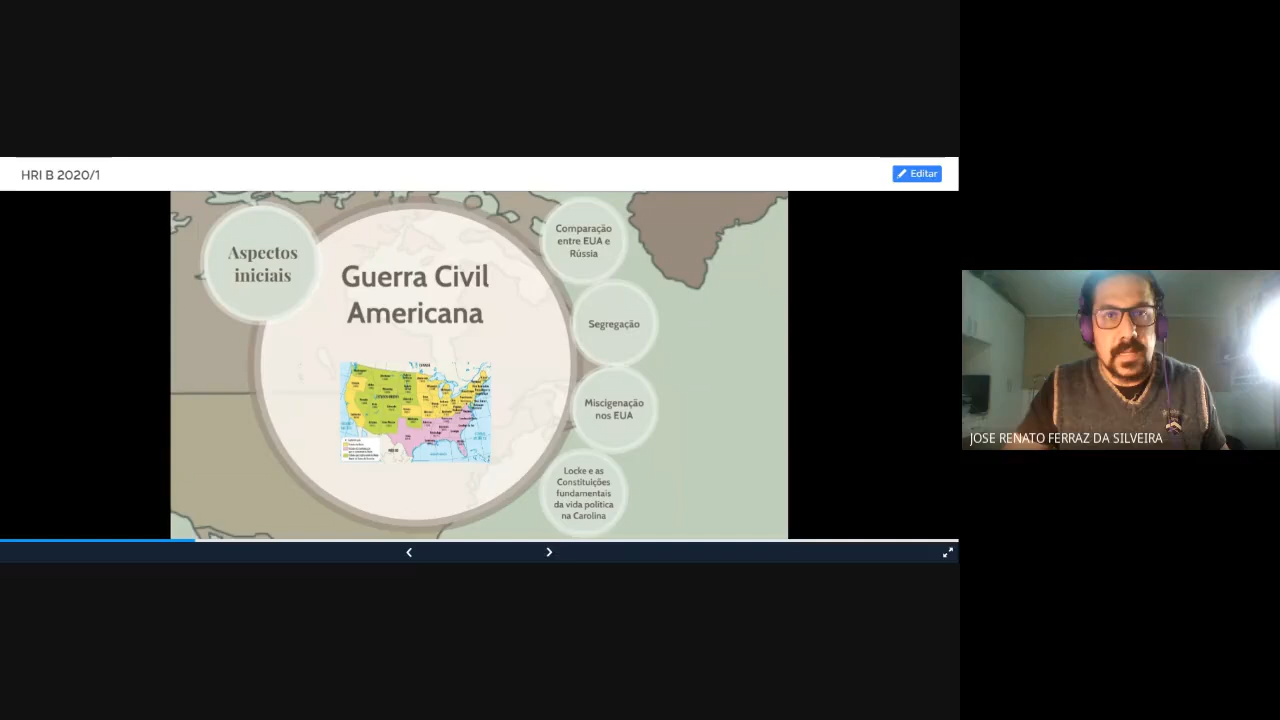 HRI B 2020/1
Editar
Aspectos
iniciais
Guerra Civil
Americana
Comparação
entre EUA e
Rússia
Segregação
Miscigenação
nos EUA
Locke e as
Constituições
fundamentais
da vida política
na Carolina
JOSE RENATO FERRAZ DA SILVEIRA